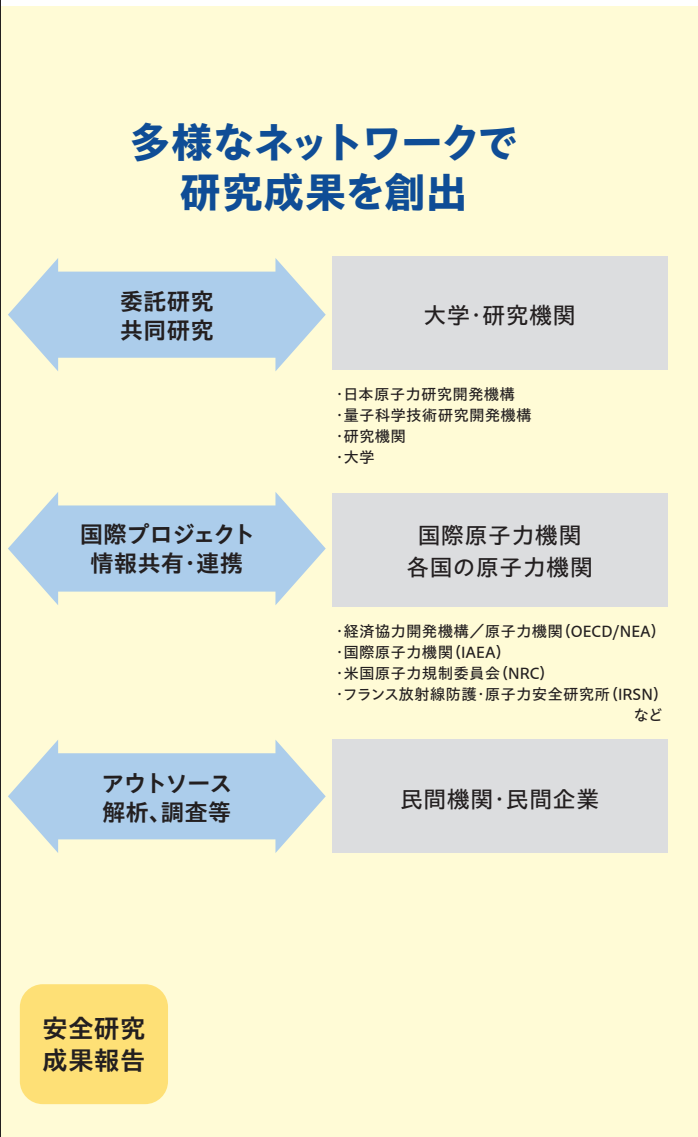 多様なネットワークで
研究成果を創出
委託研究
共同研究
大学・研究機関
・日本原子力研究開発機構
・量子科学技術研究開発機構
・研究機関
・大学
国際プロジェクト
情報共有・連携
国際原子力機関
各国の原子力機関
・経済協力開発機構／原子力機関(OECD/NEA)
・国際原子力機関(IAEA)
・米国原子力規制委員会(NRC)
・フランス放射線防護・原子力安全研究所(IRSN)
など
アウトソース
解析、調査等
民間機関・民間企業
安全研究
成果報告